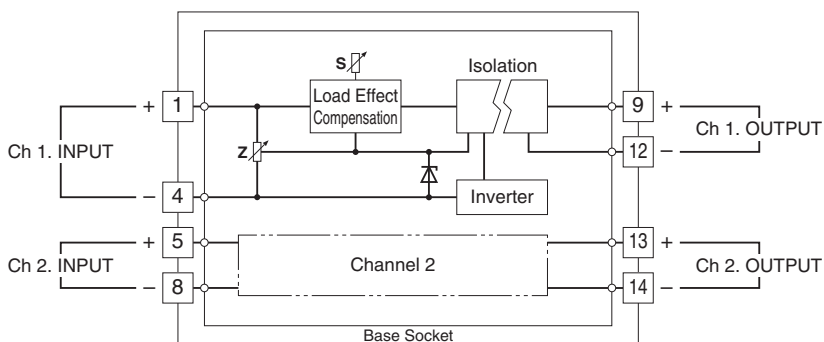 S
Isolation
Load Effect
Compensation
+ 1
9 +
Ch 1. INPUT
Z
12 −
Ch 1. OUTPUT
− 4
Inverter
+ 5
13 +
Ch 2. INPUT
Channel 2
Ch 2. OUTPUT
− 8
14 −
Base Socket